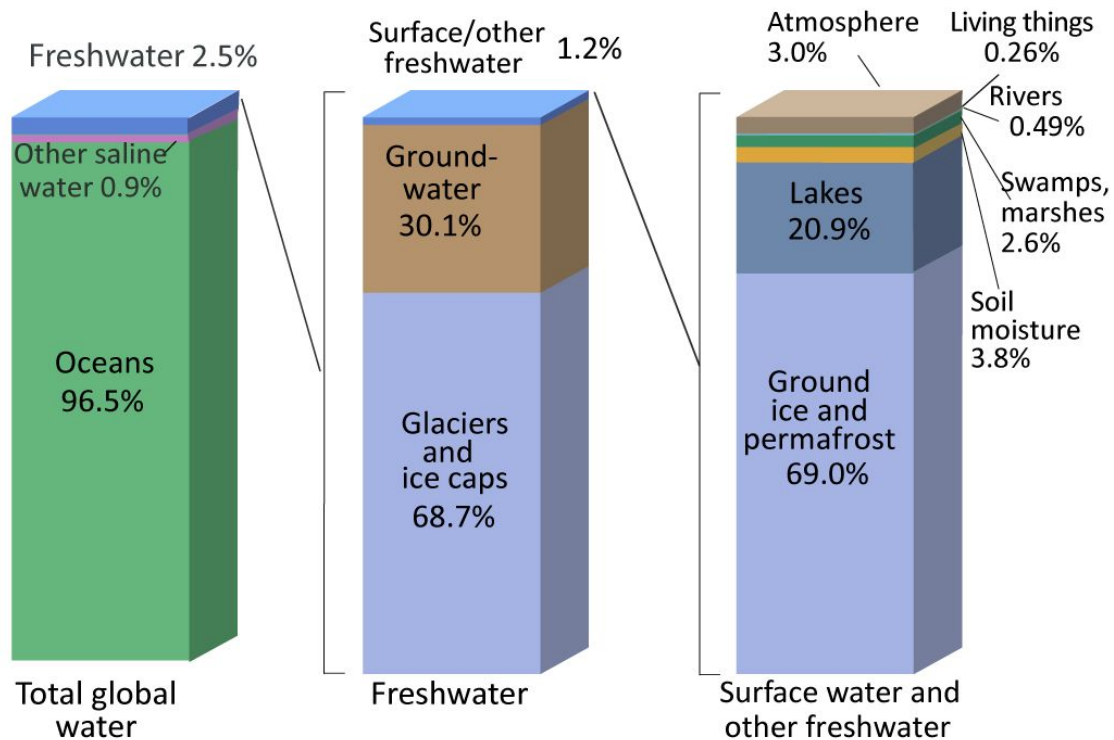 Freshwater 2.5%
Other saline
water 0.9%
Oceans
96.5%
Total global
water
Surface/other
freshwater
1.2%
Ground-
water
30.1%
Glaciers
and
ice caps
68.7%
Freshwater
Atmosphere
3.0%
Living things
0.26%
Rivers
0.49%
Swamps,
marshes
2.6%
Soil
moisture
3.8%
Lakes
20.9%
Ground
ice and
permafrost
69.0%
Surface water and
other freshwater